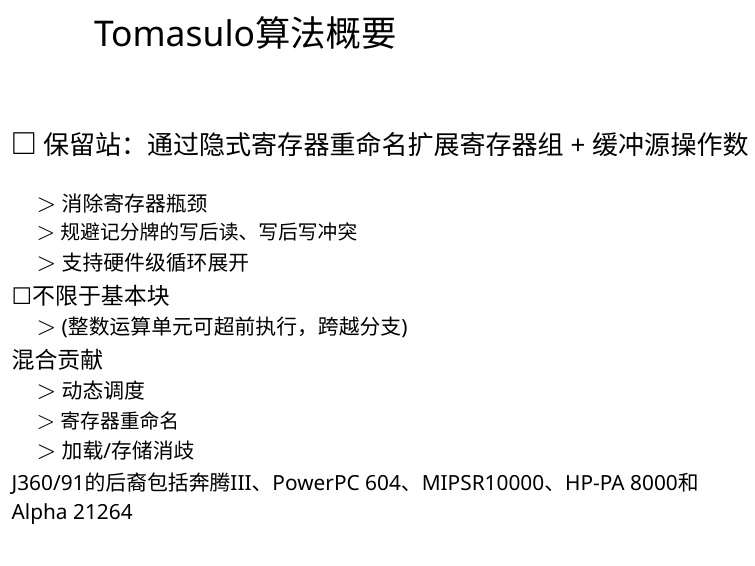 Tomasulo算法概要
□ 保留站：通过隐式寄存器重命名扩展寄存器组 + 缓冲源操作数
＞ 消除寄存器瓶颈
＞ 规避记分牌的写后读、写后写冲突
＞ 支持硬件级循环展开
□不限于基本块
＞ (整数运算单元可超前执行，跨越分支)
混合贡献
＞ 动态调度
＞ 寄存器重命名
＞ 加载/存储消歧
J360/91的后裔包括奔腾III、PowerPC 604、MIPSR10000、HP-PA 8000和
Alpha 21264